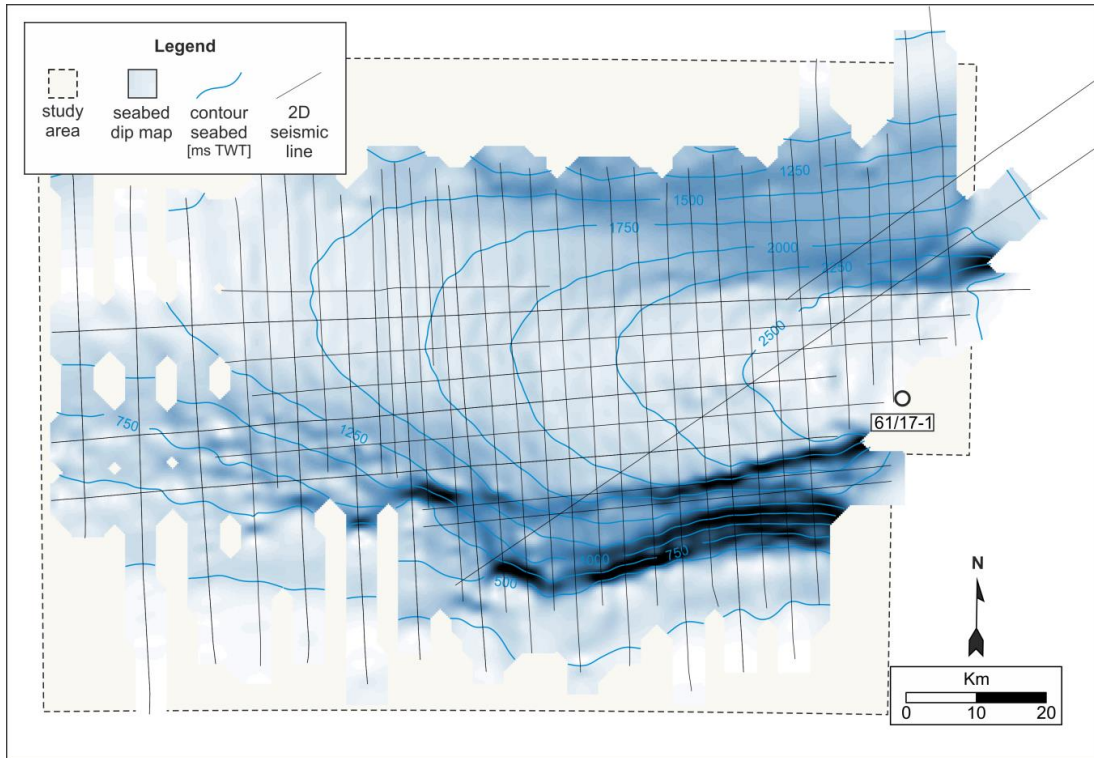 Legend
study
area
seabed
dip map
contour
seabed
[ms TWT]
2D
seismic
line
1250
1500
1750
2000
2250
2500
61/17-1
750
1250
1000
750
500
N
Km
0 10 20